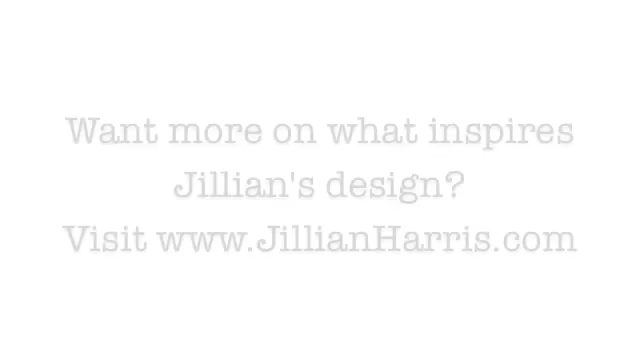 Want more on what inspires
Jillian's design?
Visit www.JillianHarris.com